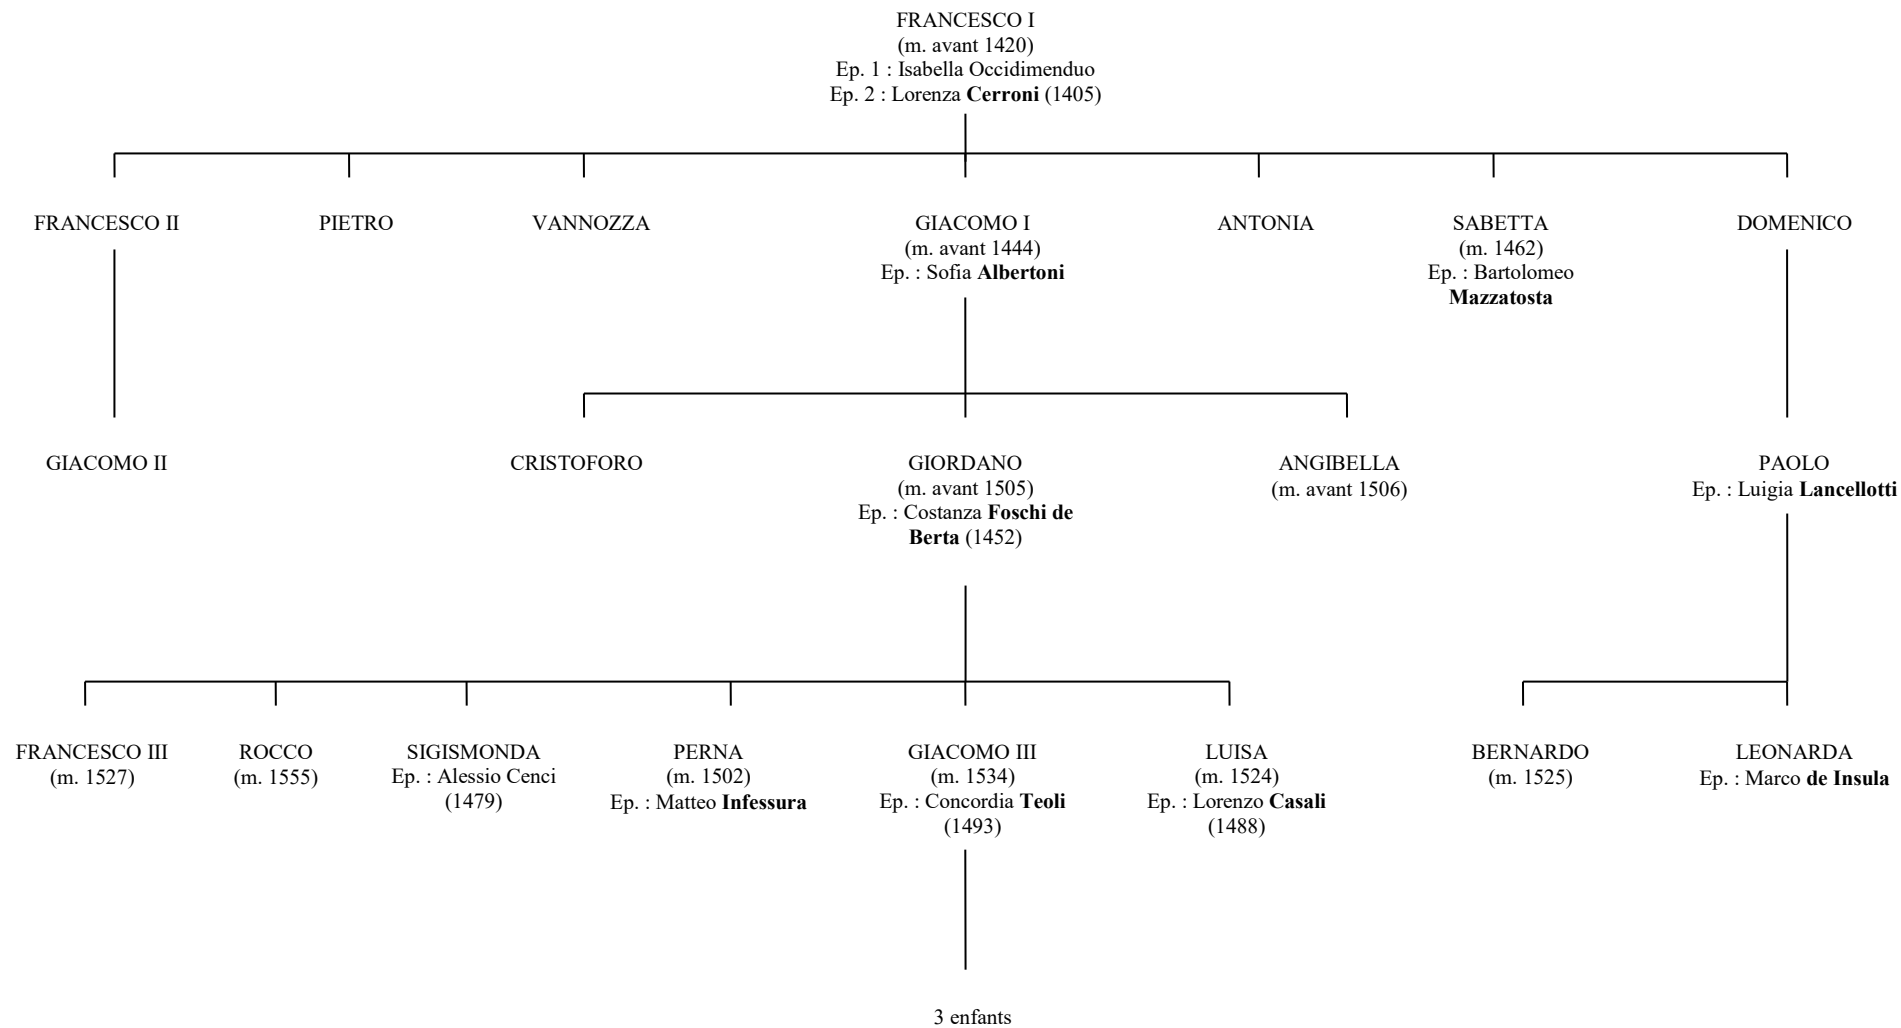 FRANCESCO I
(m. avant 1420)
Ep. 1 : Isabella Occidimenduo
Ep. 2 : Lorenza Cerroni (1405)
FRANCESCO II
PIETRO
VANNOZZA
GIACOMO I
(m. avant 1444)
Ep. : Sofia Albertoni
ANTONIA
SABETTA
(m. 1462)
Ep. : Bartolomeo
Mazzatosta
DOMENICO
GIACOMO II
CRISTOFORO
GIORDANO
(m. avant 1505)
Ep. : Costanza Foschi de
Berta (1452)
ANGIBELLA
(m. avant 1506)
PAOLO
Ep. : Luigia Lancellotti
FRANCESCO III
(m. 1527)
ROCCO
(m. 1555)
SIGISMONDA
Ep. : Alessio Cenci
(1479)
PERNA
(m. 1502)
Ep. : Matteo Infessura
GIACOMO III
(m. 1534)
Ep. : Concordia Teoli
(1493)
LUISA
(m. 1524)
Ep. : Lorenzo Casali
(1488)
BERNARDO
(m. 1525)
LEONARDA
Ep. : Marco de Insula
3 enfants